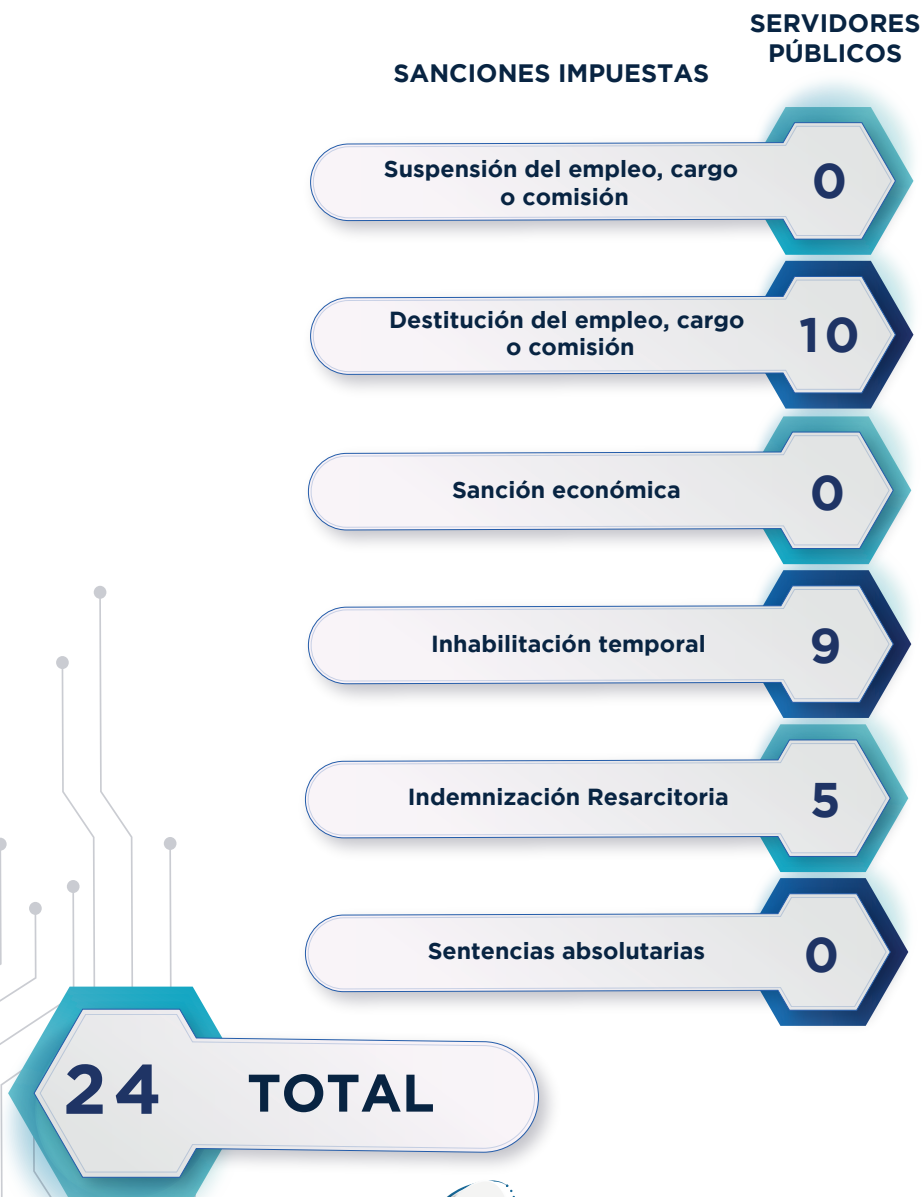 SERVIDORES
PÚBLICOS
SANCIONES IMPUESTAS
Suspensión del empleo, cargo
o comisión
0
Destitución del empleo, cargo
o comisión
10
Sanción económica
0
Inhabilitación temporal
9
Indemnización Resarcitoria
5
Sentencias absolutarias
0
24 TOTAL